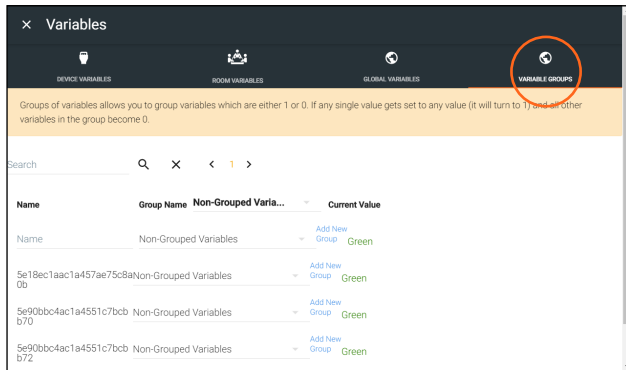 × Variables
DEVICE VARIABLES
ROOM VARIABLES
GLOBAL VARIABLES
VARIABLE GROUPS
Groups of variables allows you to group variables which are either 1 or 0. If any single value gets set to any value (it will turn to 1) and all other
variables in the group become 0.
Search
1
Name Group Name Non-Grouped Varia... Current Value
Name Non-Grouped Variables Add New
Group Green
5e18ec1aac1a457ae75c8a Non-Grouped Variables Add New
0b Group Green
5e90bbc4ac1a4551c7bcb Non-Grouped Variables Add New
b70 Group Green
5e90bbc4ac1a4551c7bcb Non-Grouped Variables Add New
b72 Group Green